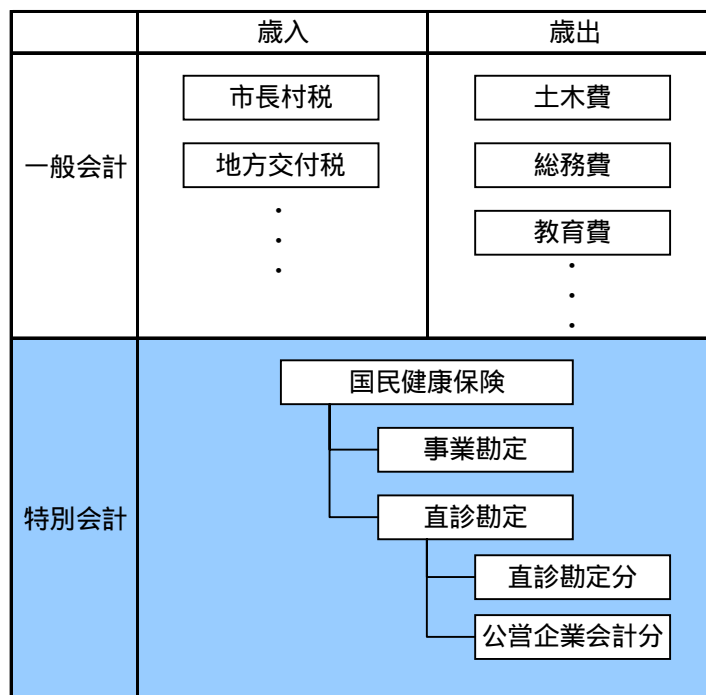 歳入
歳出
一般会計
市長村税
地方交付税
・
・
・
土木費
総務費
教育費
・
・
・
特別会計
国民健康保険
事業勘定
直診勘定
直診勘定分
公営企業会計分